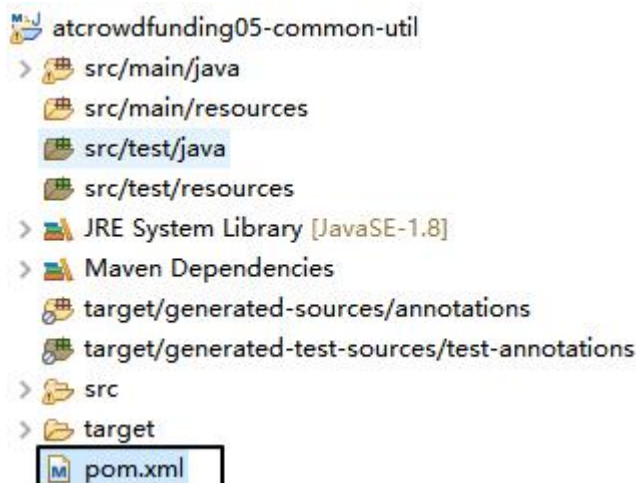 atcrowdfunding05-common-util
src/main/java
src/main/resources
src/test/java
src/test/resources
JRE System Library [JavaSE-1.8]
Maven Dependencies
target/generated-sources/annotations
target/generated-test-sources/test-annotations
src
target
pom.xml